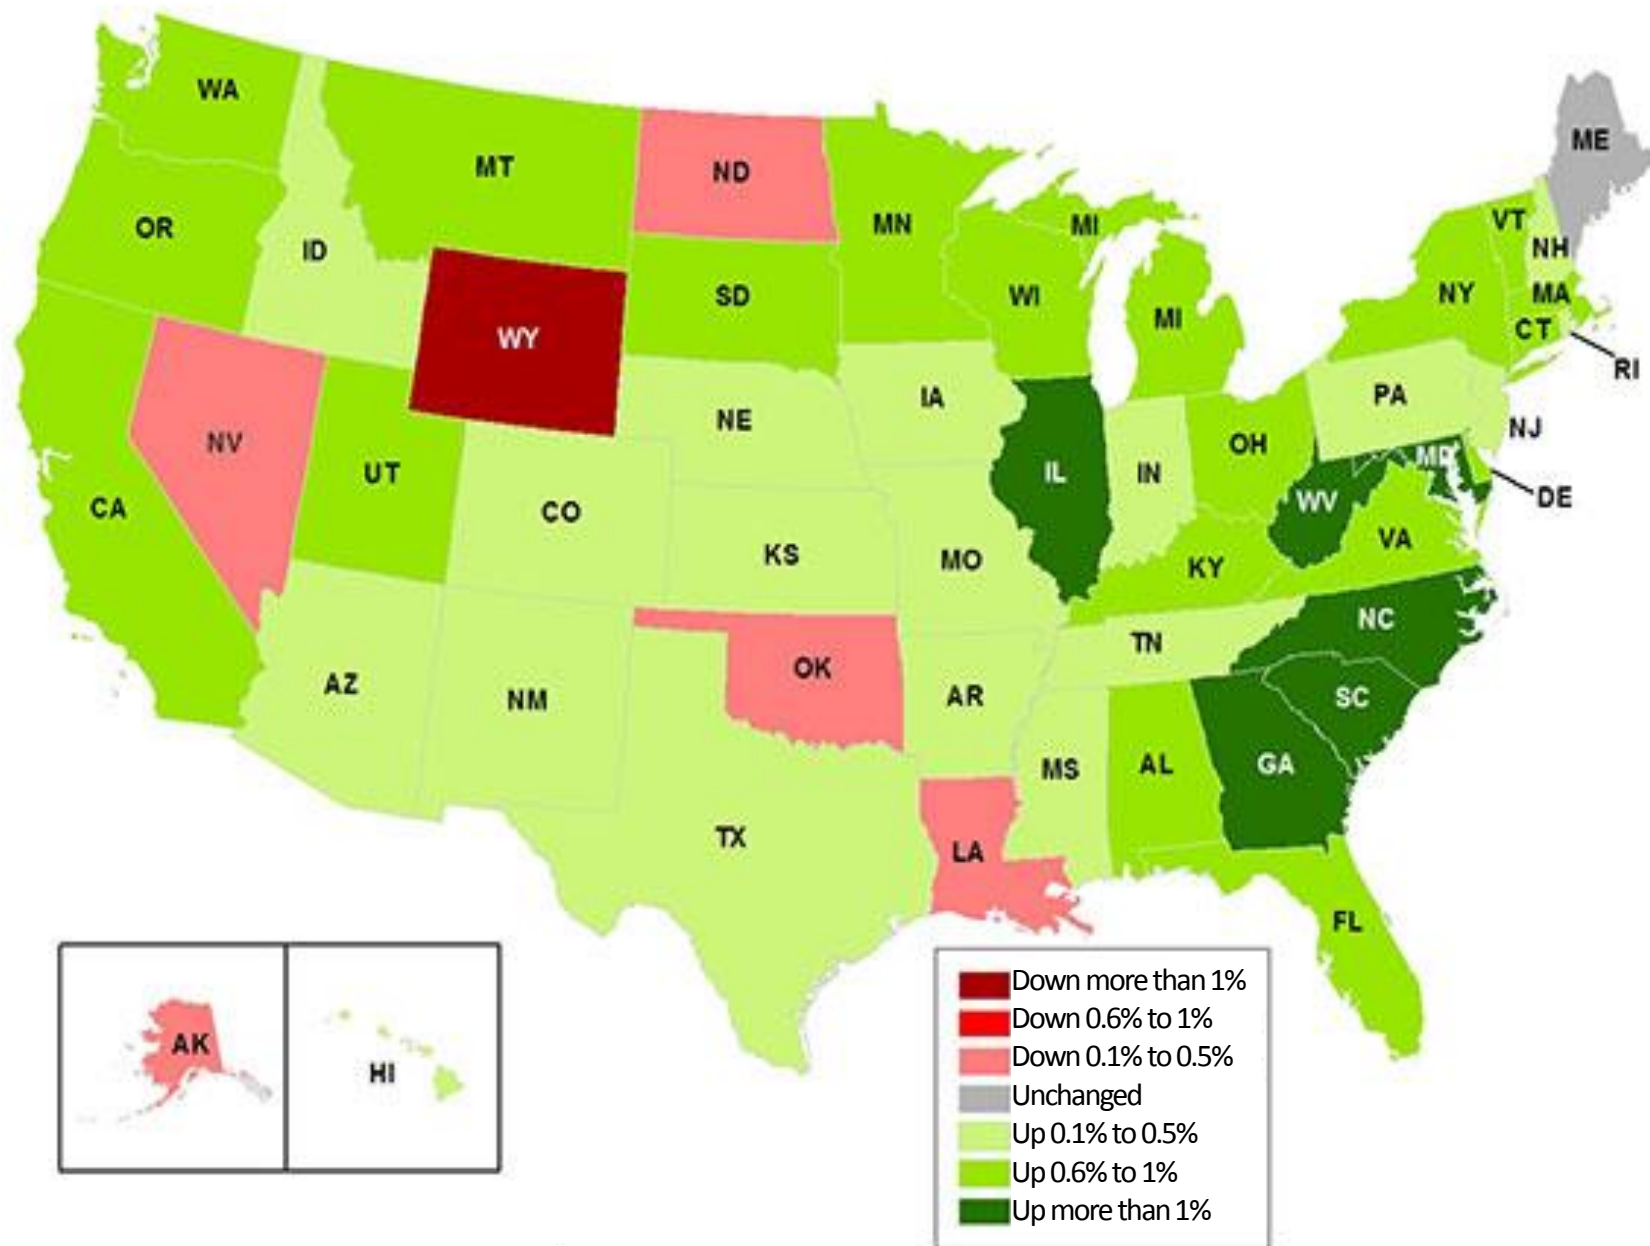 WA
MT
ND
MN
OR
ID
SD
WI
MI
MI
ME
VT
NH
NY
MA
CT
RI
WY
NV
UT
CA
CO
NE
IA
IL
IN
OH
PA
NJ
DE
MD
WV
VA
KS
MO
KY
TN
NC
SC
AZ
NM
OK
AR
MS
AL
GA
TX
LA
FL
AK
HI
Down more than 1%
Down 0.6% to 1%
Down 0.1% to 0.5%
Unchanged
Up 0.1% to 0.5%
Up 0.6% to 1%
Up more than 1%